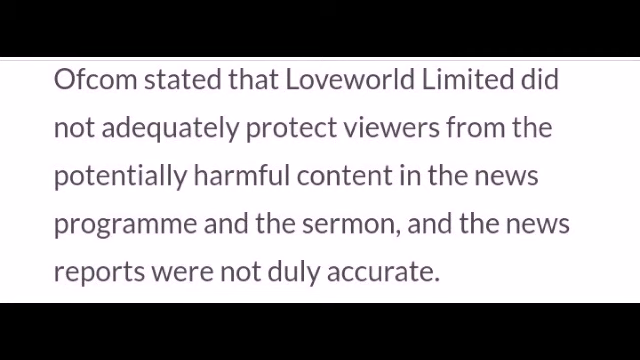 Ofcom stated that Loveworld Limited did
not adequately protect viewers from the
potentially harmful content in the news
programme and the sermon, and the news
reports were not duly accurate.